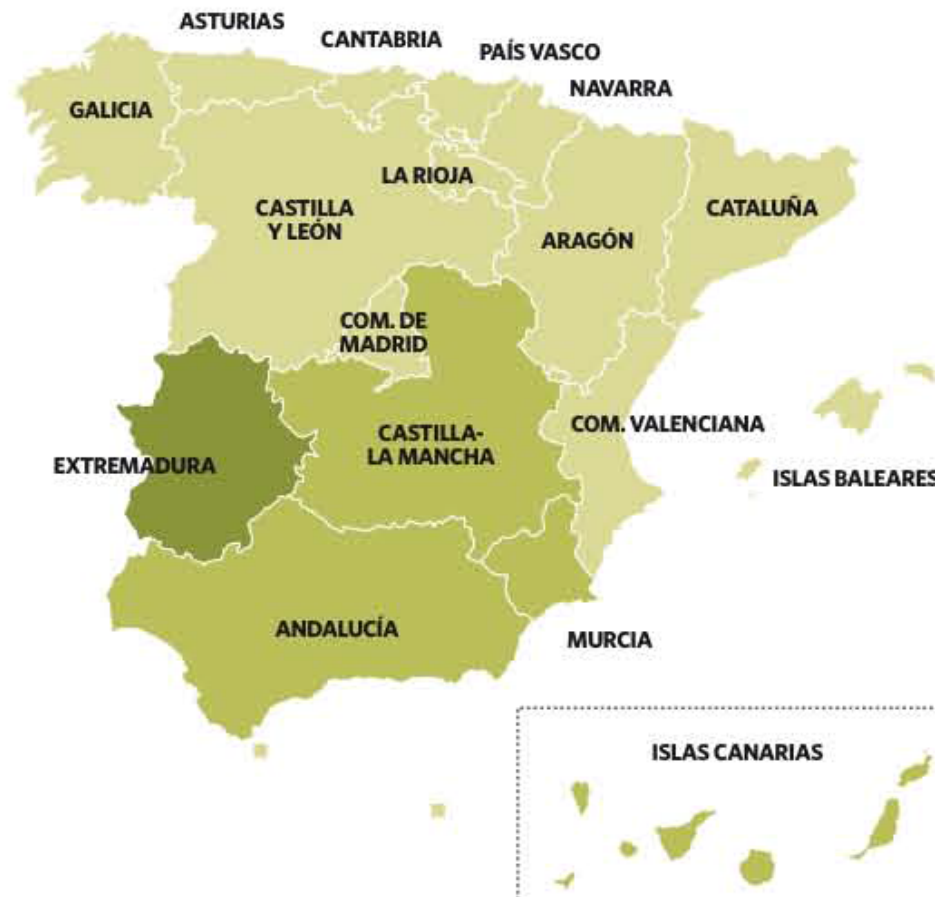 ASTURIAS
CANTABRIA
PAÍS VASCO
NAVARRA
GALICIA
LA RIOJA
CASTILLA
Y LEÓN
CATALUÑA
ARAGÓN
COM. DE
MADRID
COM. VALENCIANA
CASTILLA-
LA MANCHA
EXTREMADURA
ISLAS BALEARES
ANDALUCÍA
MURCIA
ISLAS CANARIAS